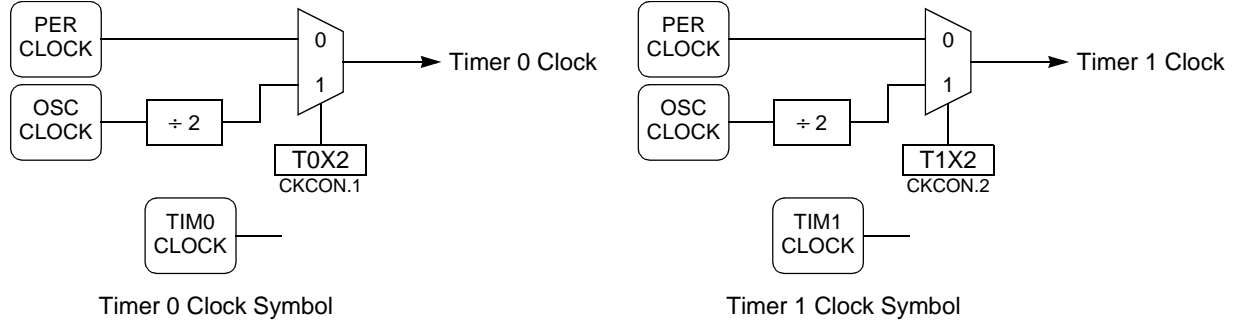 PER
CLOCK
0
Timer 0 Clock
1
OSC
CLOCK
÷ 2
T0X2
CKCON.1
TIM0
CLOCK
Timer 0 Clock Symbol
PER
CLOCK
0
Timer 1 Clock
1
OSC
CLOCK
÷ 2
T1X2
CKCON.2
TIM1
CLOCK
Timer 1 Clock Symbol